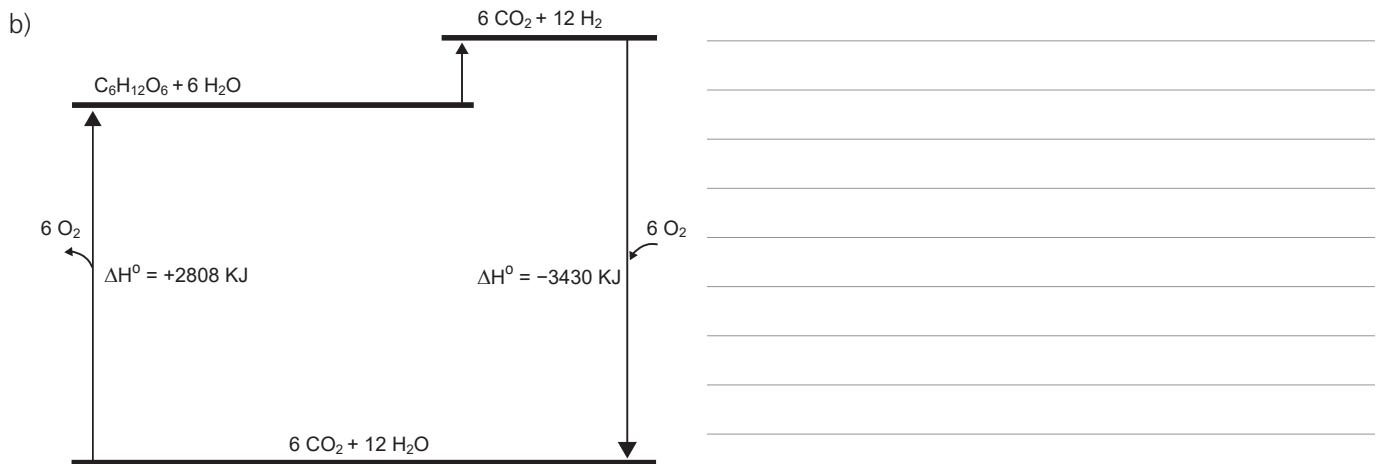 b)
6 CO₂ + 12 H₂
C₆H₁₂O₆ + 6 H₂O
6 O₂
6 O₂
ΔH⁰ = +2808 KJ
ΔH⁰ = −3430 KJ
6 CO₂ + 12 H₂O